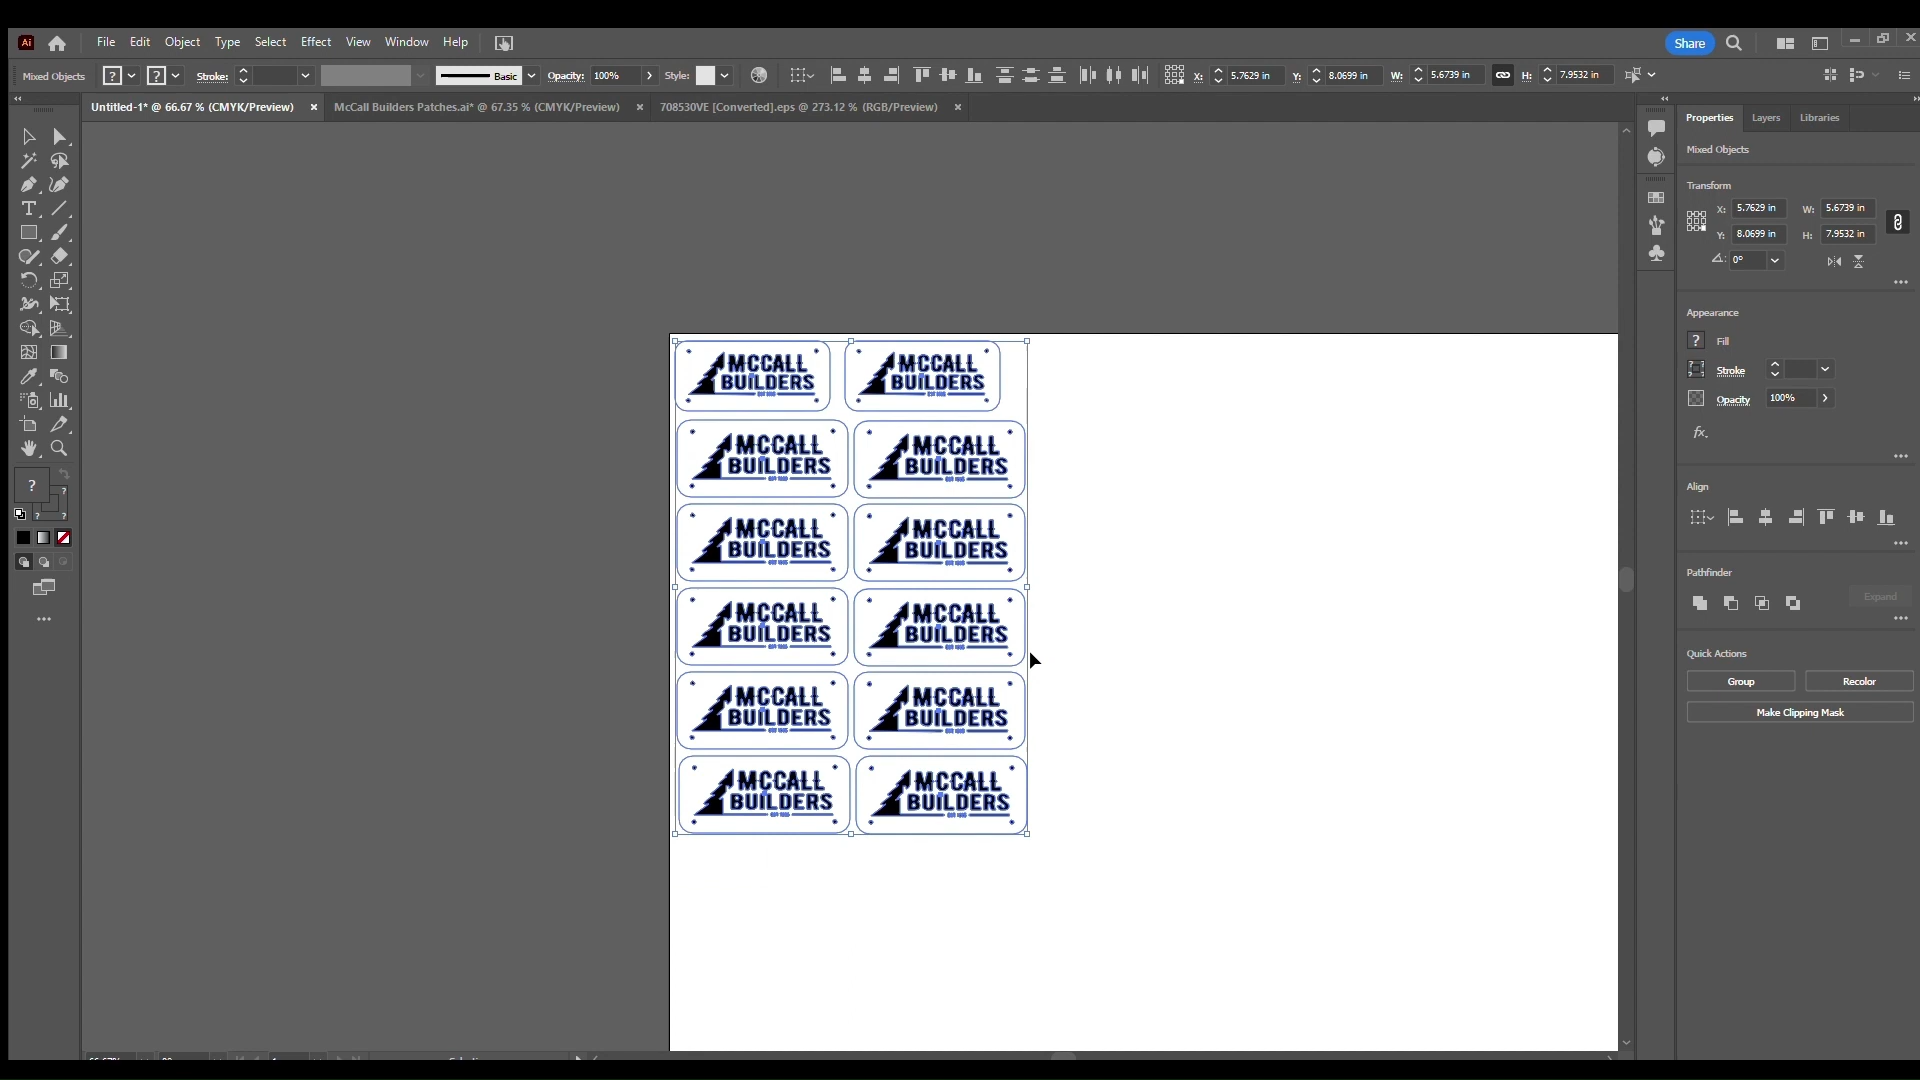 Ai File Edit Object Type Select Effect View Window Help Share
Mixed Objects ? ? Stroke: Basic Opacity: 100% Style: X: 5.7629 in Y: 8.0699 in W: 5.6739 in H: 7.9532 in
Untitled-1* @ 66.67 % (CMYK/Preview) × McCall Builders Patches.ai* @ 67.35 % (CMYK/Preview) × 708530VE [Converted].eps @ 273.12 % (RGB/Preview) ×
Properties Layers Libraries
Mixed Objects
Transform
X: 5.7629 in W: 5.6739 in
Y: 8.0699 in H: 7.9532 in
0°
Appearance
? Fill
Stroke
Opacity 100%
fx
Align
Pathfinder
Expand
Quick Actions
Group Recolor
Make Clipping Mask
MCCALL MCCALL
BUILDERS BUILDERS
MCCALL MCCALL
BUILDERS BUILDERS
MCCALL MCCALL
BUILDERS BUILDERS
MCCALL MCCALL
BUILDERS BUILDERS
MCCALL MCCALL
BUILDERS BUILDERS
MCCALL MCCALL
BUILDERS BUILDERS